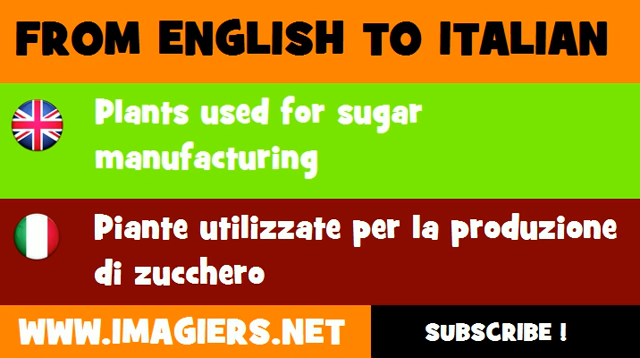 FROM ENGLISH TO ITALIAN
Plants used for sugar
manufacturing
Piante utilizzate per la produzione
di zucchero
WWW.IMAGIERS.NET
SUBSCRIBE !